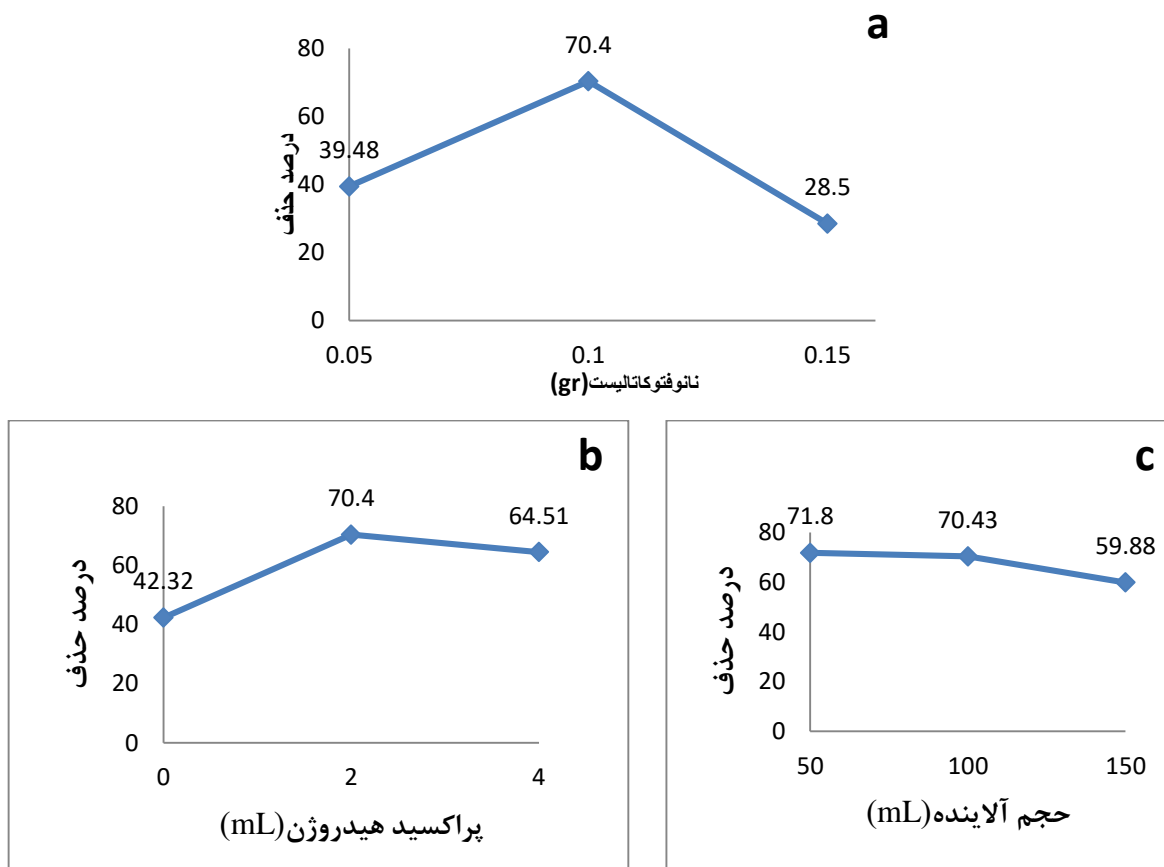 a
80
60
40
20
0
39.48
70.4
28.5
درصد حذف
0.05 0.1 0.15
نانوفتوکاتالیست(gr)
b
80
60
40
20
0
42.32
70.4
64.51
درصد حذف
0 2 4
پراکسید هیدروژن(mL)
c
80
60
40
20
0
71.8
70.43
59.88
درصد حذف
50 100 150
حجم آلاینده(mL)